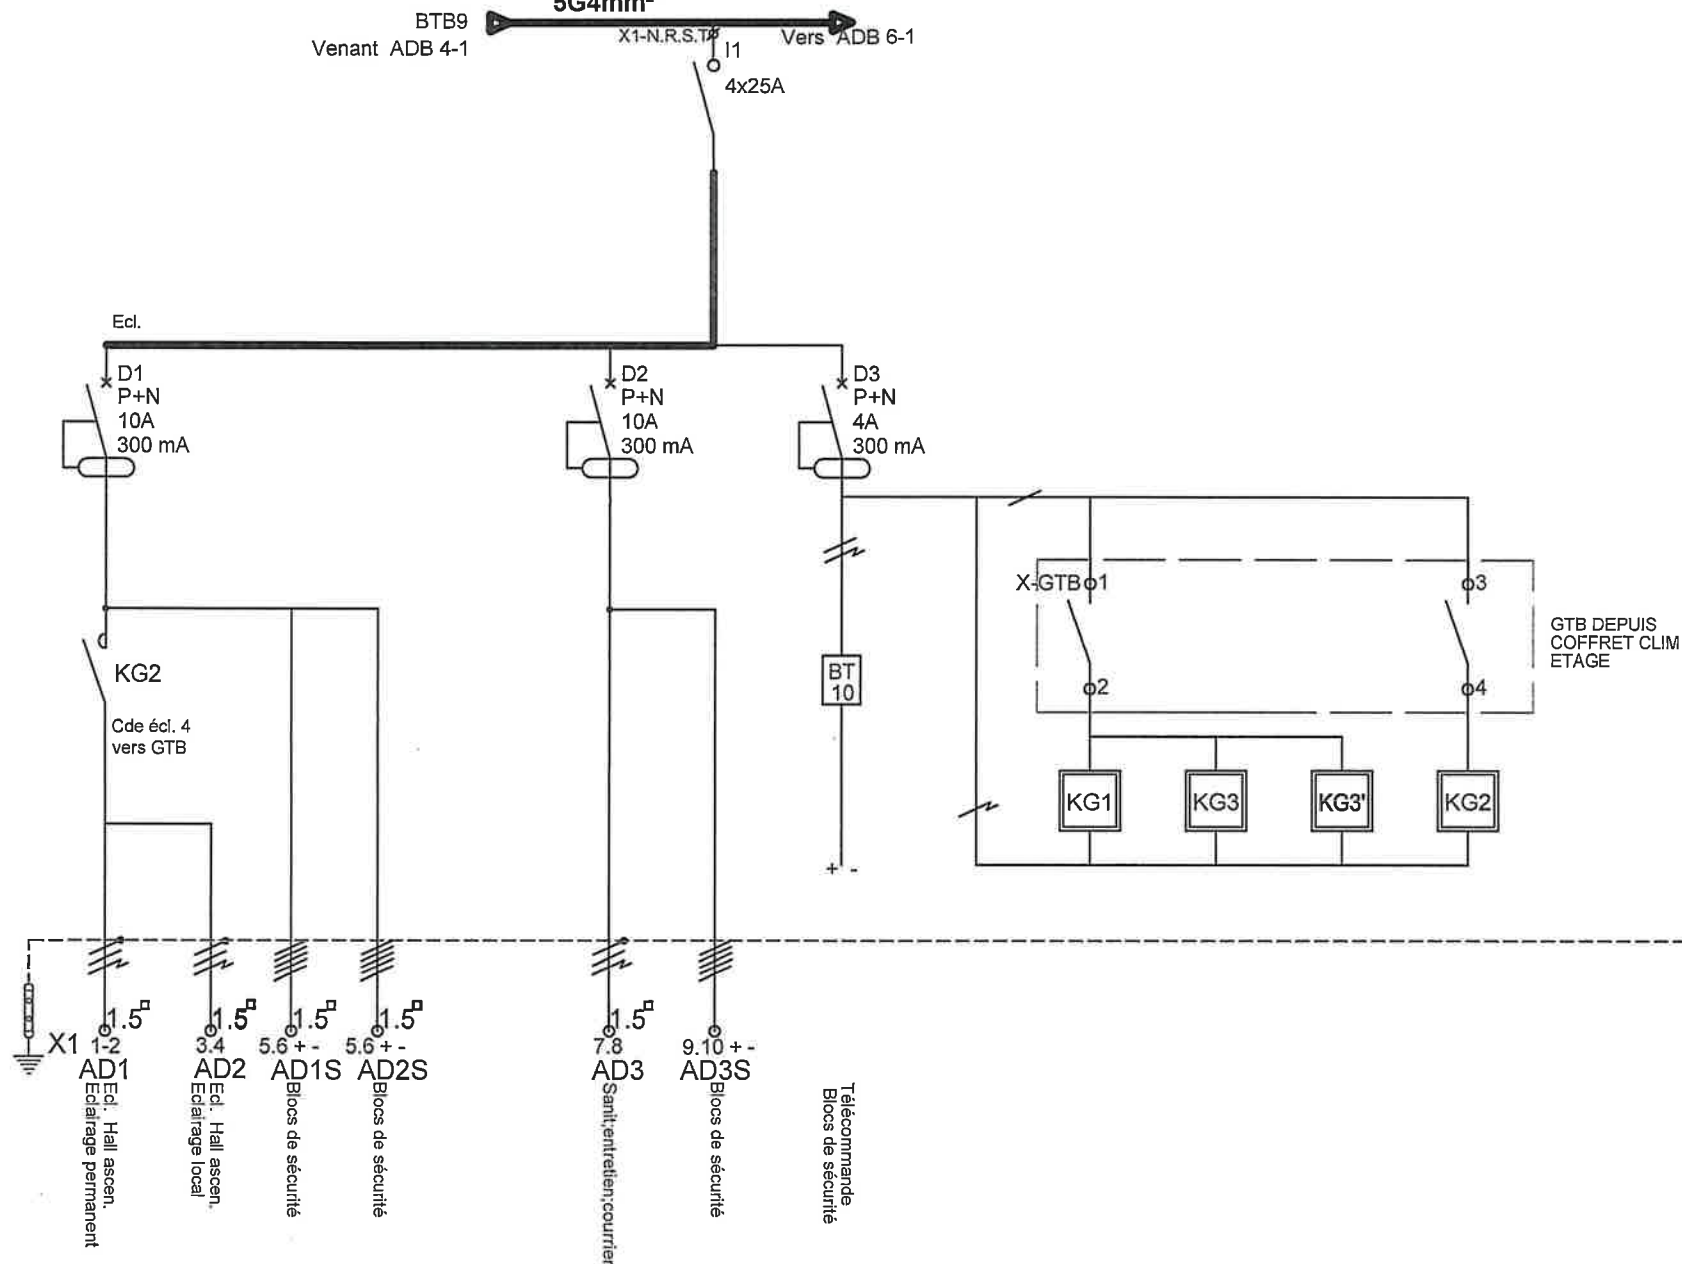 5G4mm²
BTB9
Venant ADB 4-1
X1-N.R.S.T
Vers ADB 6-1
I1
4x25A
Ecl.
D1
P+N
10A
300 mA
D2
P+N
10A
300 mA
D3
P+N
4A
300 mA
X-GTB
1
3
GTB DEPUIS
COFFRET CLIM
ETAGE
2
4
KG2
Cde écl. 4
vers GTB
BT
10
KG1
KG3
KG3'
KG2
+ -
1.5
1.5
1.5
1.5
1.5
X1
1-2
3.4
5.6 + -
5.6 + -
7.8
9.10 + -
AD1
AD2
AD1S
AD2S
AD3
AD3S
Ecl. Hall ascen.
Eclairage permanent
Ecl. Hall ascen.
Eclairage local
Blocs de sécurité
Blocs de sécurité
Sanit;entretien;courrier
Blocs de sécurité
Télécommande
Blocs de sécurité